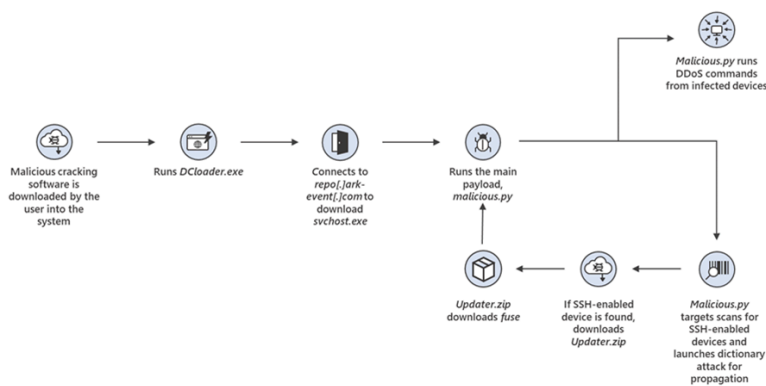 Malicious.py runs
DDoS commands
from infected devices
Malicious cracking
software is
downloaded by the
user into the
system
Runs DCloader.exe
Connects to
repo[.]ark-
event[.]com to
download
svchost.exe
Runs the main
payload,
malicious.py
Updater.zip
downloads fuse
If SSH-enabled
device is found,
downloads
Updater.zip
Malicious.py
targets scans for
SSH-enabled
devices and
launches dictionary
attack for
propagation